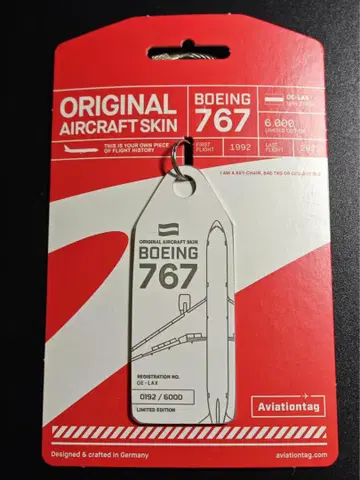 ORIGINAL
AIRCRAFT SKIN
THIS IS YOUR OWN PIECE
OF FLIGHT HISTORY
BOEING
767
OE-LAX
6.000
LIMITED EDITION
FIRST
FLIGHT
1992
LAST
FLIGHT
I AM A KEY-CHAIN, BAG TAG OR COLLECTIBLE
ORIGINAL AIRCRAFT SKIN
BOEING
767
REGISTRATION NO.
OE-LAX
0192 / 6000
LIMITED EDITION
Aviationtag
Designed & crafted in Germany
aviationtag.com